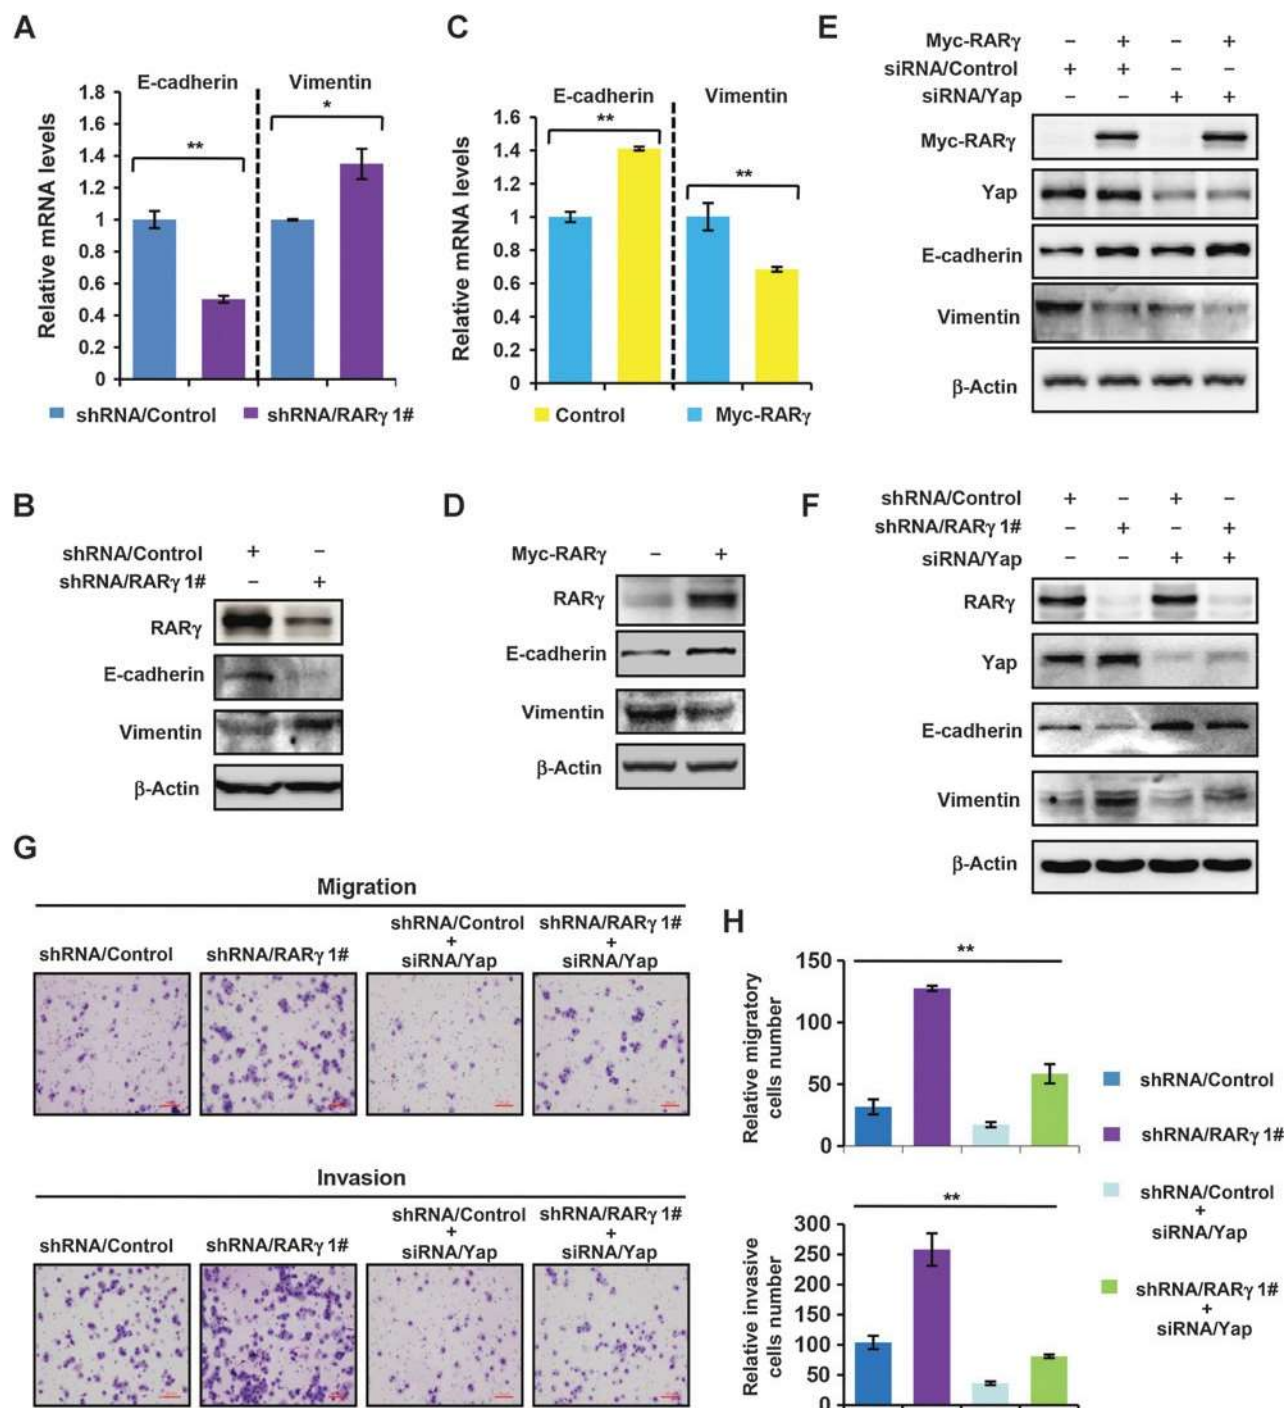 A
E-cadherin
Vimentin
Relative mRNA levels
1.8
1.6
1.4
1.2
1
0.8
0.6
0.4
0.2
0
**
*
shRNA/Control
shRNA/RARγ 1#
C
E-cadherin
Vimentin
Relative mRNA levels
1.6
1.4
1.2
1
0.8
0.6
0.4
0.2
0
**
**
Control
Myc-RARγ
E
Myc-RARγ – + – +
siRNA/Control + + – –
siRNA/Yap – – + +
Myc-RARγ
Yap
E-cadherin
Vimentin
β-Actin
B
shRNA/Control + –
shRNA/RARγ 1# – +
RARγ
E-cadherin
Vimentin
β-Actin
D
Myc-RARγ – +
RARγ
E-cadherin
Vimentin
β-Actin
F
shRNA/Control + – + –
shRNA/RARγ 1# – + – +
siRNA/Yap – – + +
RARγ
Yap
E-cadherin
Vimentin
β-Actin
G
Migration
shRNA/Control
shRNA/RARγ 1#
shRNA/Control
+
siRNA/Yap
shRNA/RARγ 1#
+
siRNA/Yap
Invasion
shRNA/Control
shRNA/RARγ 1#
shRNA/Control
+
siRNA/Yap
shRNA/RARγ 1#
+
siRNA/Yap
H
Relative migratory
cells number
150
100
50
0
**
Relative invasive
cells number
300
250
200
150
100
50
0
**
shRNA/Control
shRNA/RARγ 1#
shRNA/Control
+
siRNA/Yap
shRNA/RARγ 1#
+
siRNA/Yap